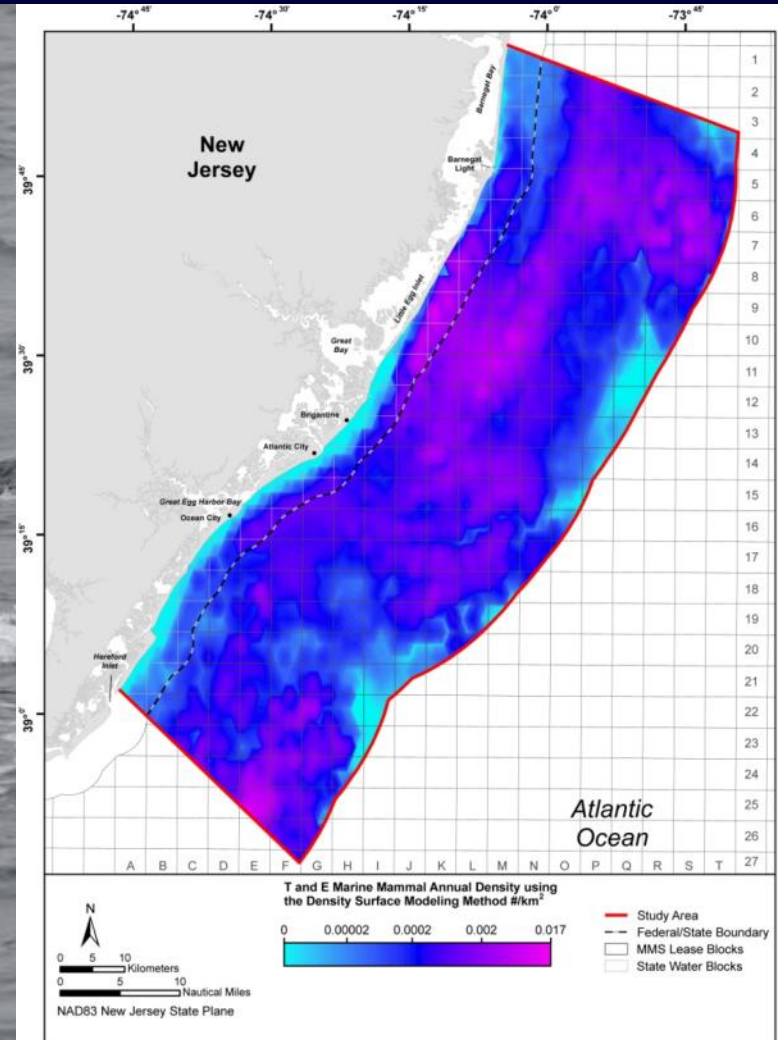 -74° 45'
-74° 30'
-74° 15'
-74° 0'
-73° 45'
39° 45'
39° 30'
39° 15'
39° 0'
New
Jersey
Barnegat Bay
Barnegat
Light
Little Egg Inlet
Great
Bay
Brigantine
Atlantic City
Great Egg Harbor Bay
Ocean City
Hereford
Inlet
Atlantic
Ocean
1
2
3
4
5
6
7
8
9
10
11
12
13
14
15
16
17
18
19
20
21
22
23
24
25
26
27
A B C D E F G H I J K L M N O P Q R S T
N
0 5 10
Kilometers
0 5 10
Nautical Miles
NAD83 New Jersey State Plane
T and E Marine Mammal Annual Density using
the Density Surface Modeling Method #/km²
0 0.00002 0.0002 0.002 0.017
Study Area
Federal/State Boundary
MMS Lease Blocks
State Water Blocks